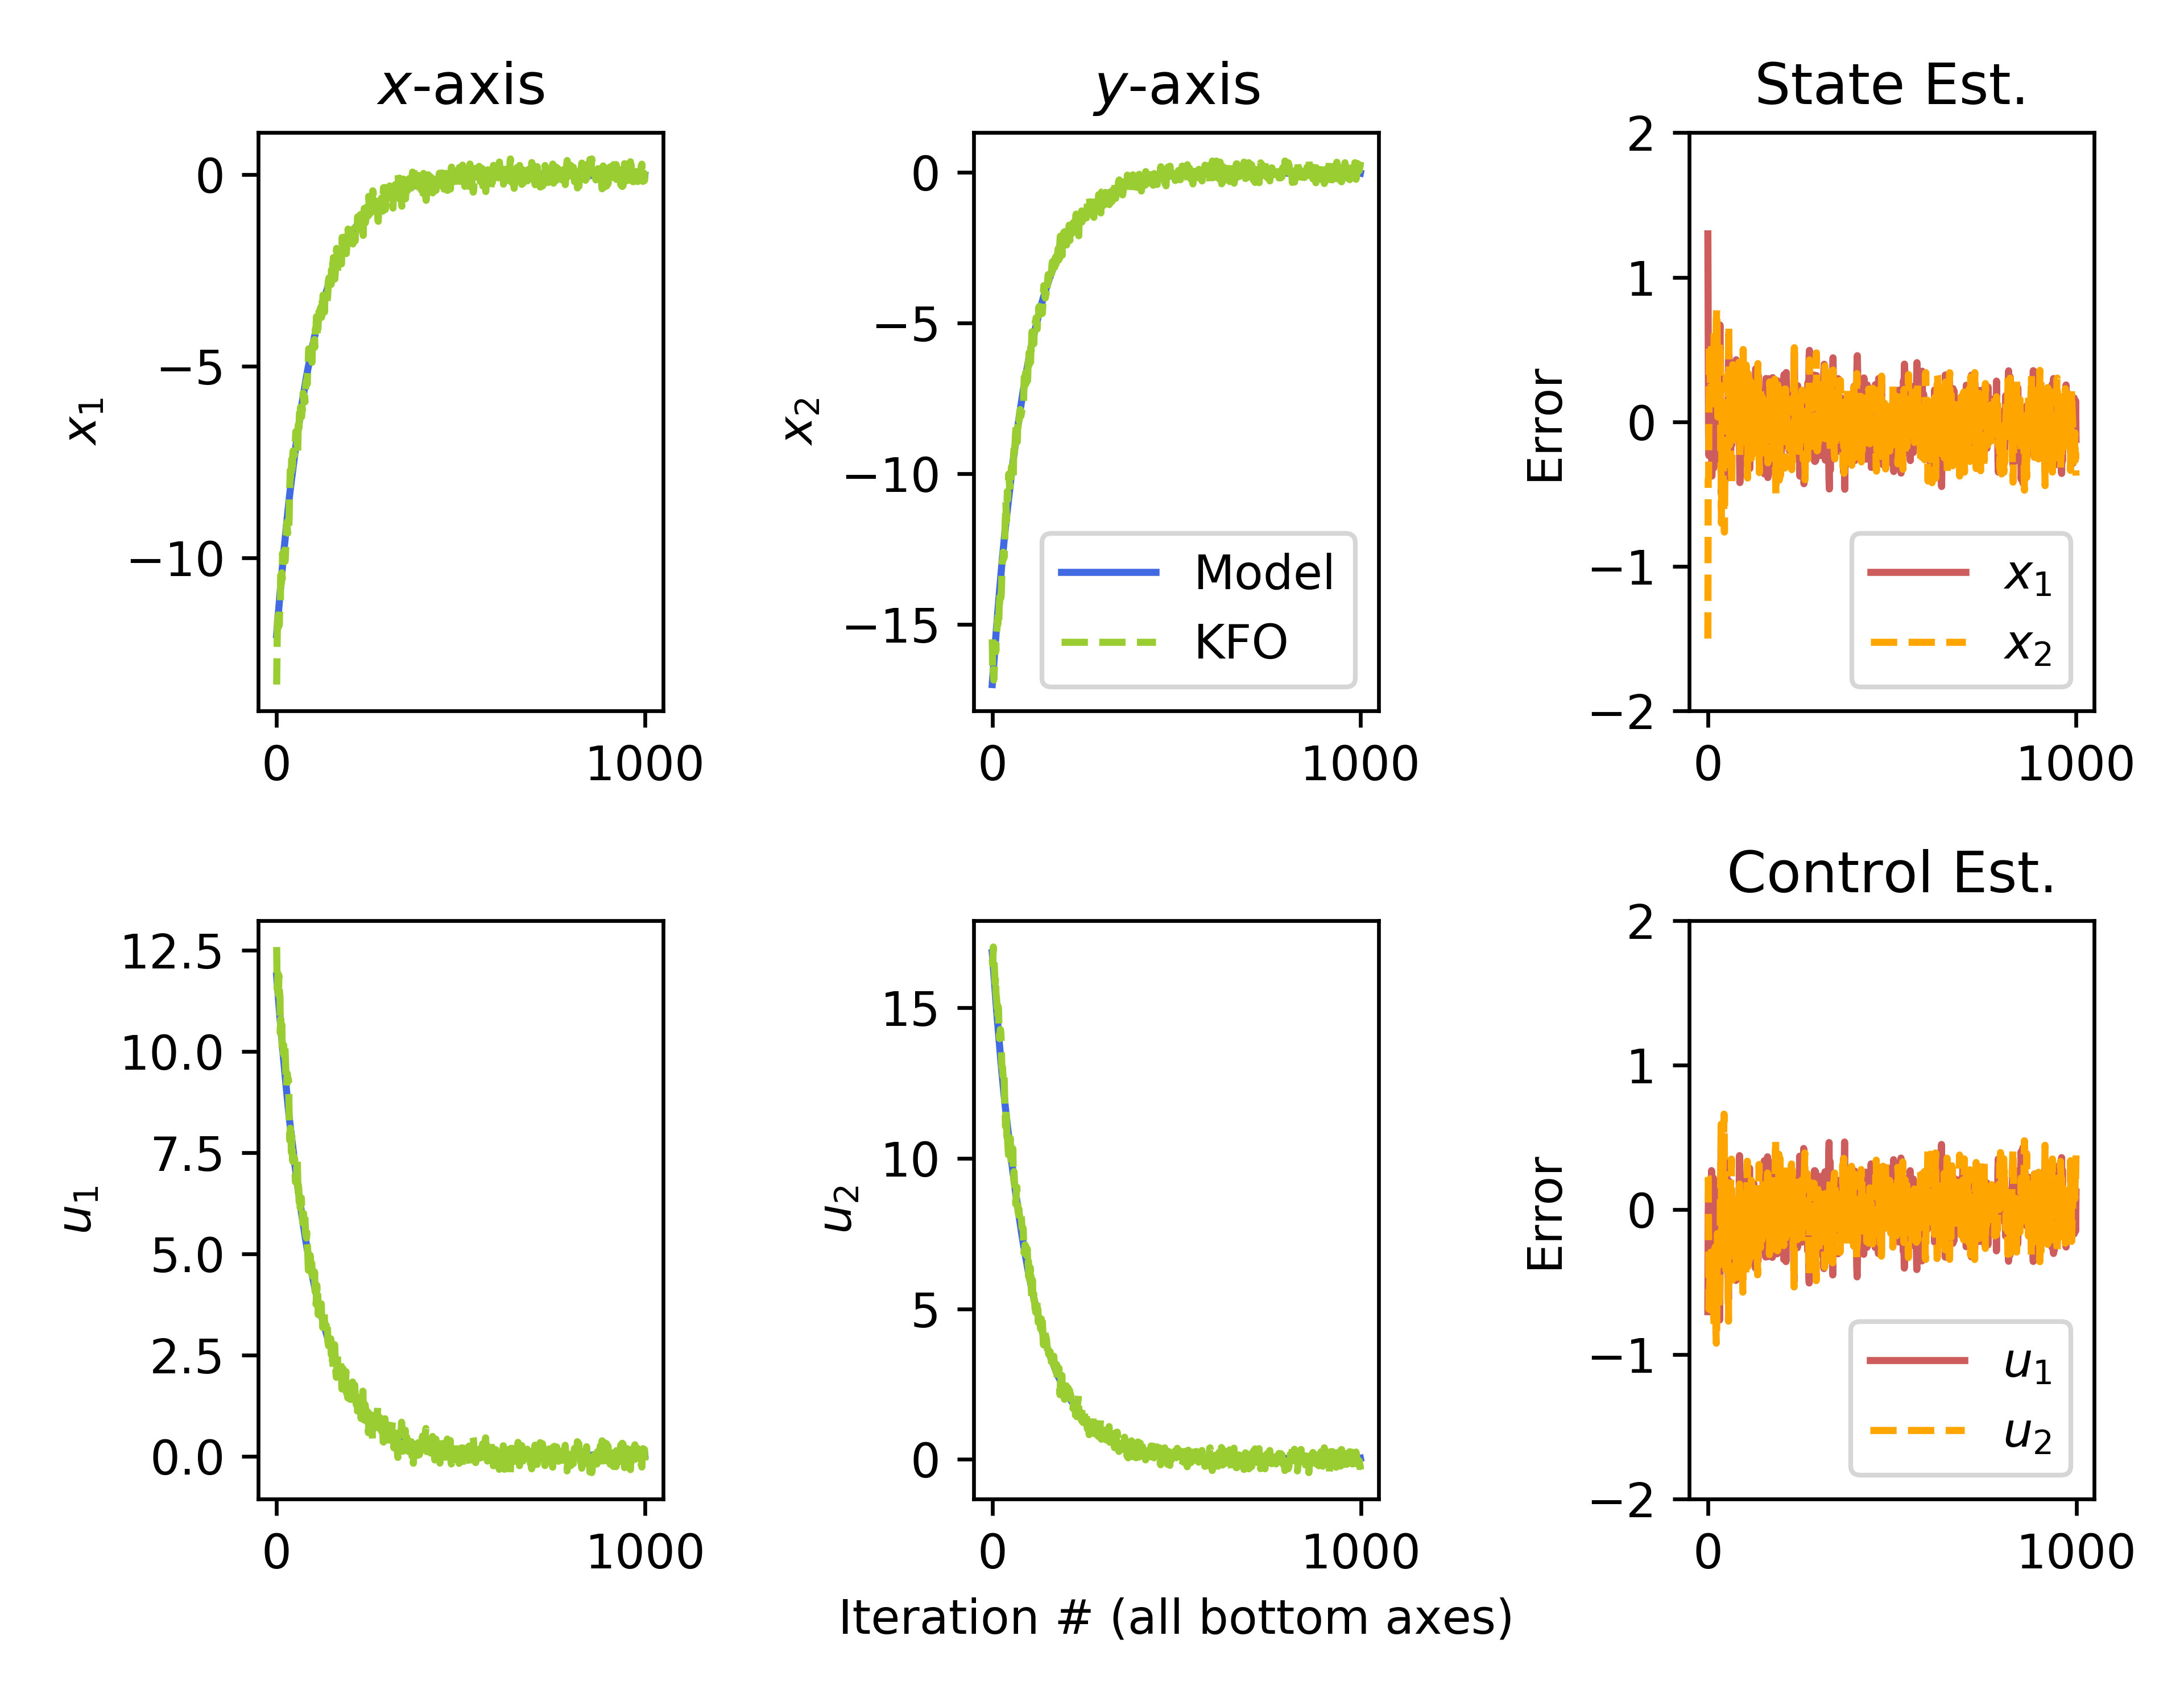 x-axis
0
−5
−10
x₁
0
1000
y-axis
0
−5
−10
−15
x₂
Model
KFO
0
1000
State Est.
2
1
0
−1
−2
Error
x₁
x₂
0
1000
12.5
10.0
7.5
5.0
2.5
0.0
u₁
0
1000
15
10
5
0
u₂
0
1000
Control Est.
2
1
0
−1
−2
Error
u₁
u₂
0
1000
Iteration # (all bottom axes)